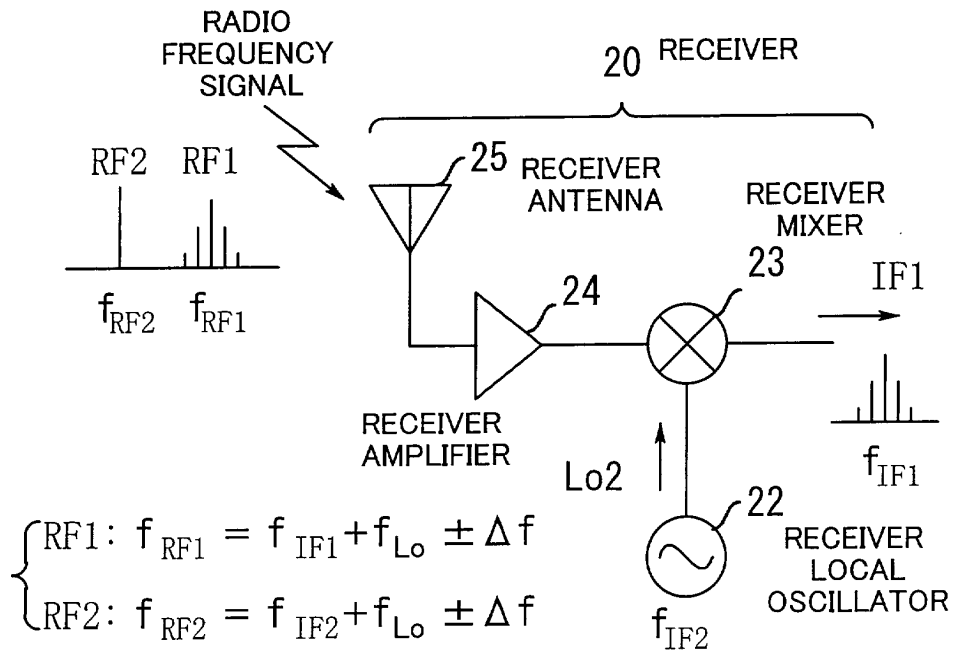 RADIO
FREQUENCY
SIGNAL
20 RECEIVER
RF2 RF1
25 RECEIVER
ANTENNA
RECEIVER
MIXER
23
IF1
24
fRF2 fRF1
RECEIVER
AMPLIFIER
Lo2
fIF1
22
RECEIVER
LOCAL
OSCILLATOR
fIF2
RF1: fRF1 = fIF1+fLo ±Δf
RF2: fRF2 = fIF2+fLo ±Δf